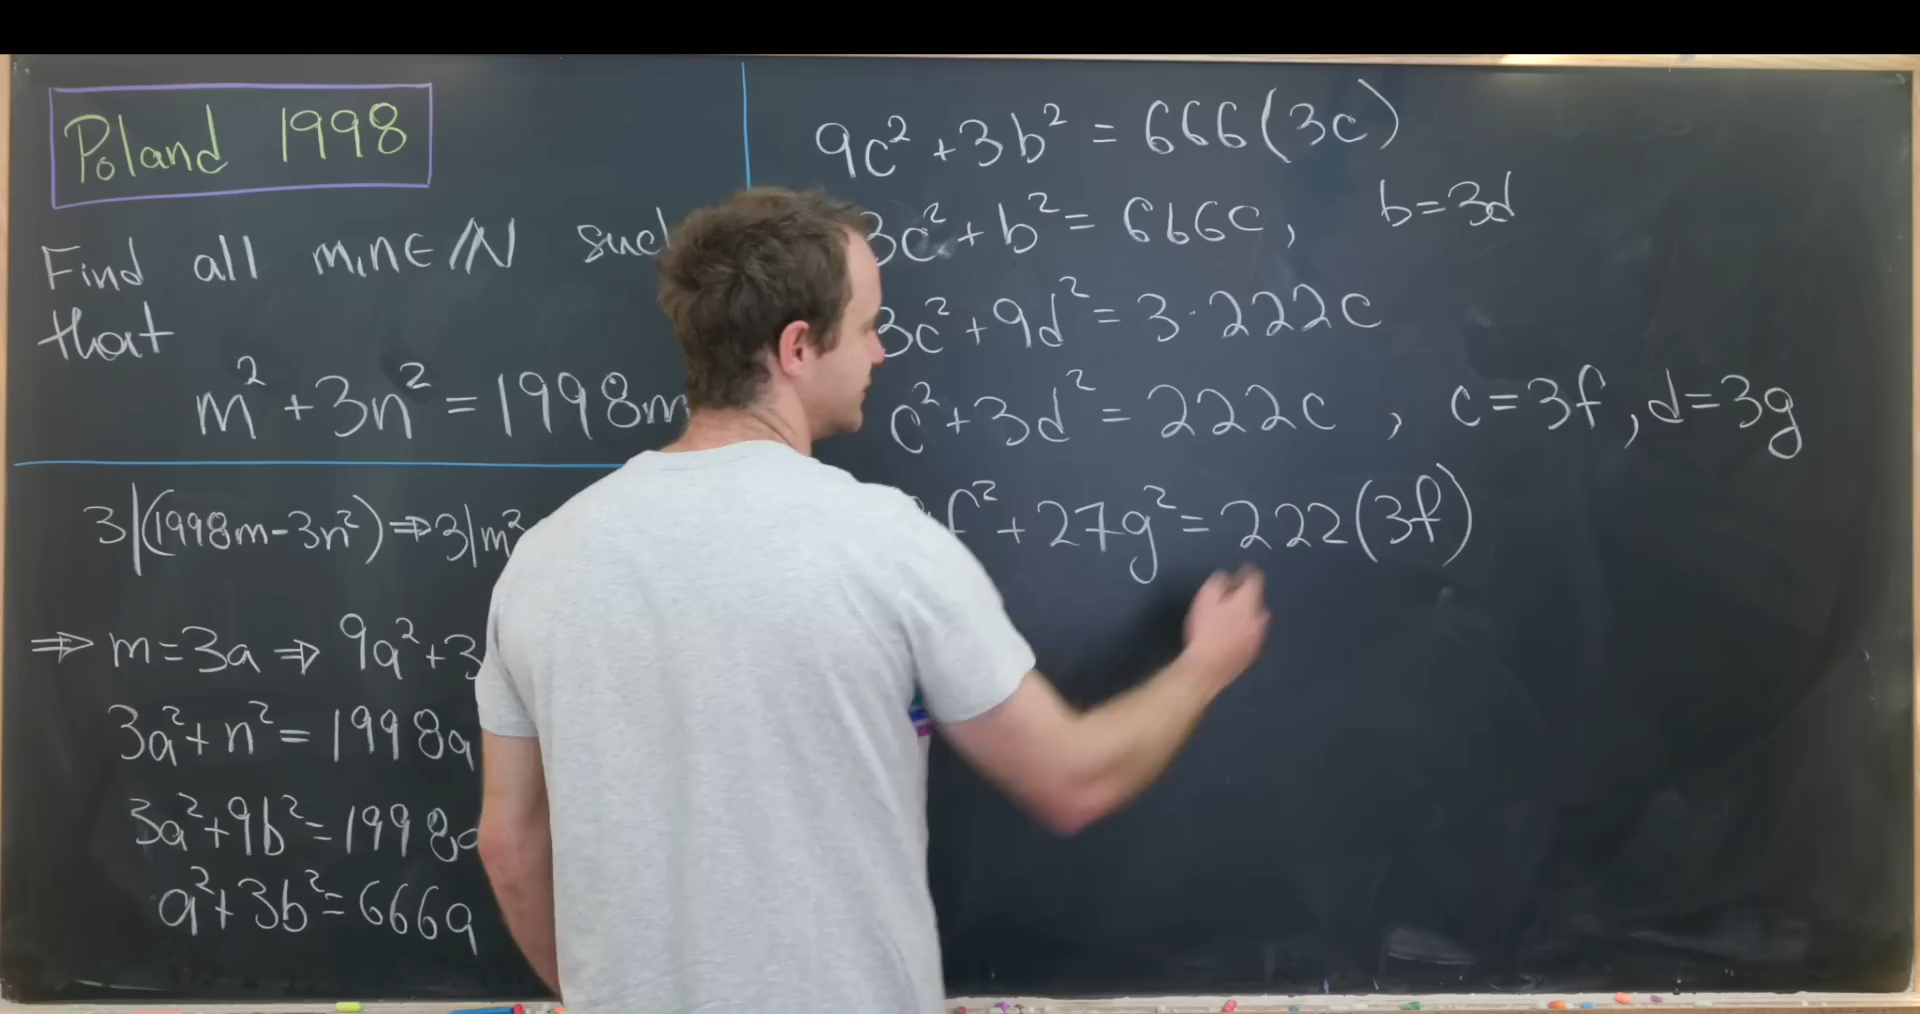 Poland 1998
Find all m,n∈ℕ such
that
m² + 3n² = 1998m
3|(1998m-3n²) ⇒ 3|m²
⇒ m=3a ⇒ 9a²+3
3a²+n² = 1998a
3a²+9b² = 1998a
a²+3b² = 666a
9c² + 3b² = 666(3c)
3c² + b² = 666c, b=3d
3c² + 9d² = 3·222c
c² + 3d² = 222c, c=3f, d=3g
f² + 27g² = 222(3f)